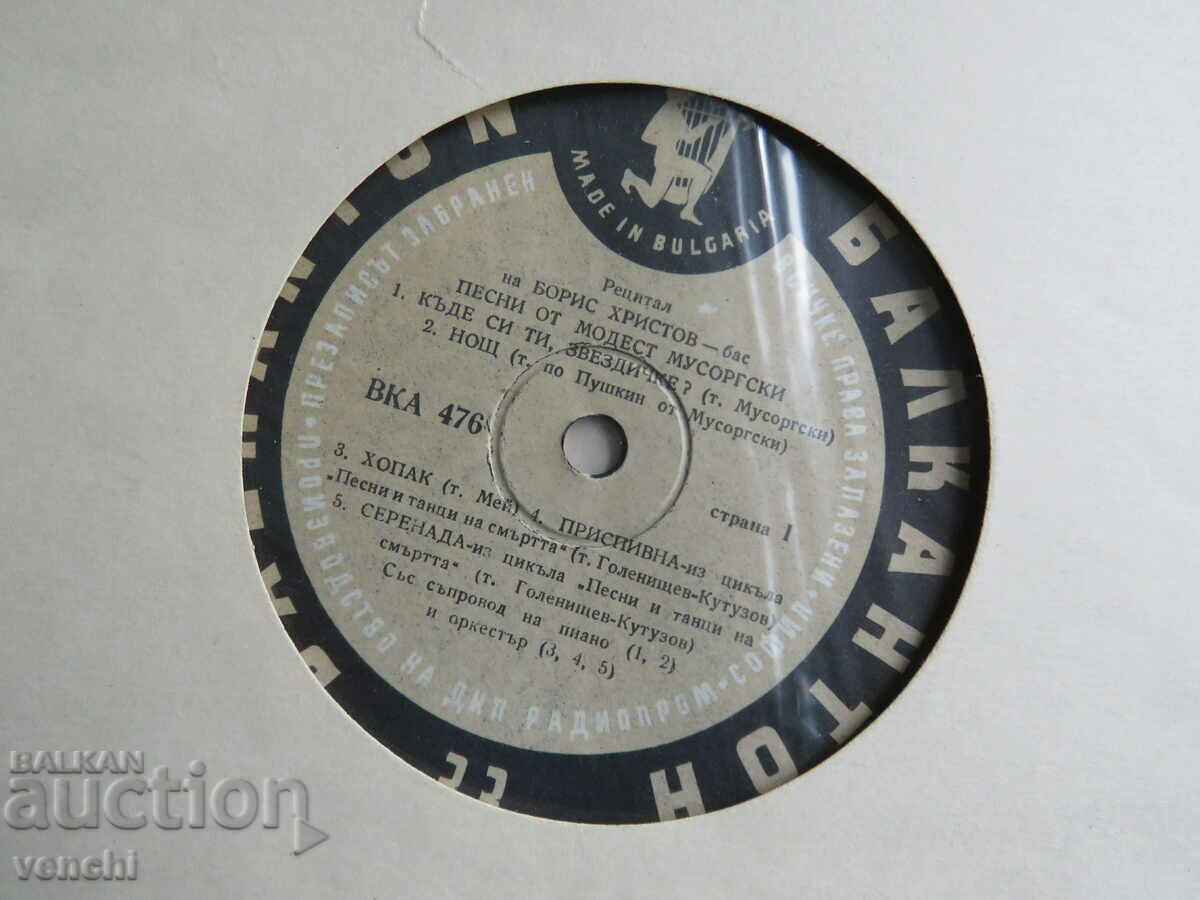 MADE IN BULGARIA
БАЛКАНТОН
ВСИЧКЕ ПРАВА ЗАПАЗЕНИ
ПРЕЗАПИСЪТ ЗАБРАНЕН
ПРОИЗВОДСТВО НА ДИП РАДИОПРОМ • СОФИЯ
33
Рецитал
на БОРИС ХРИСТОВ — бас
ПЕСНИ ОТ МОДЕСТ МУСОРГСКИ
1. КЪДЕ СИ ТИ, ЗВЕЗДИЧКЕ? (т. Мусоргски)
2. НОЩ (т. по Пушкин от Мусоргски)
ВКА 476
страна I
3. ХОПАК (т. Мей) 4. ПРИСПИВНА-из цикъла
„Песни и танци на смъртта“ (т. Голенищев-Кутузов)
5. СЕРЕНАДА-из цикъла „Песни и танци на
смъртта“ (т. Голенищев-Кутузов)
Със съпровод на пиано (1, 2)
и оркестър (3, 4, 5)
BALKAN
auction
venchi